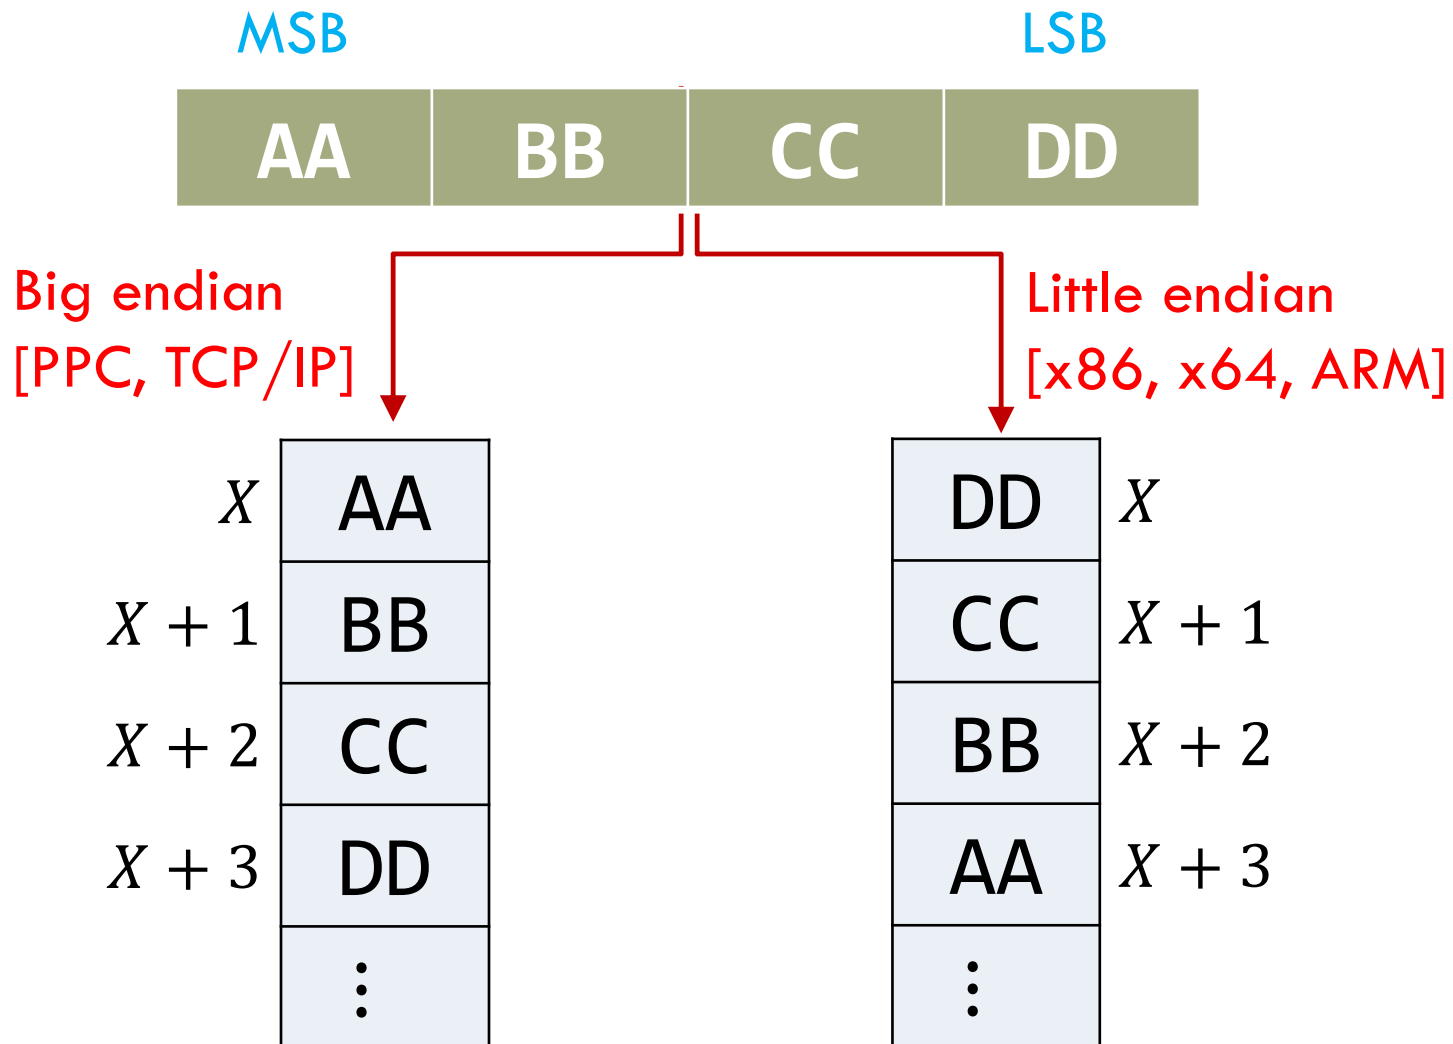 MSB LSB
AA BB CC DD
Big endian
[PPC, TCP/IP]
Little endian
[x86, x64, ARM]
X AA
X + 1 BB
X + 2 CC
X + 3 DD
⋮
DD X
CC X + 1
BB X + 2
AA X + 3
⋮